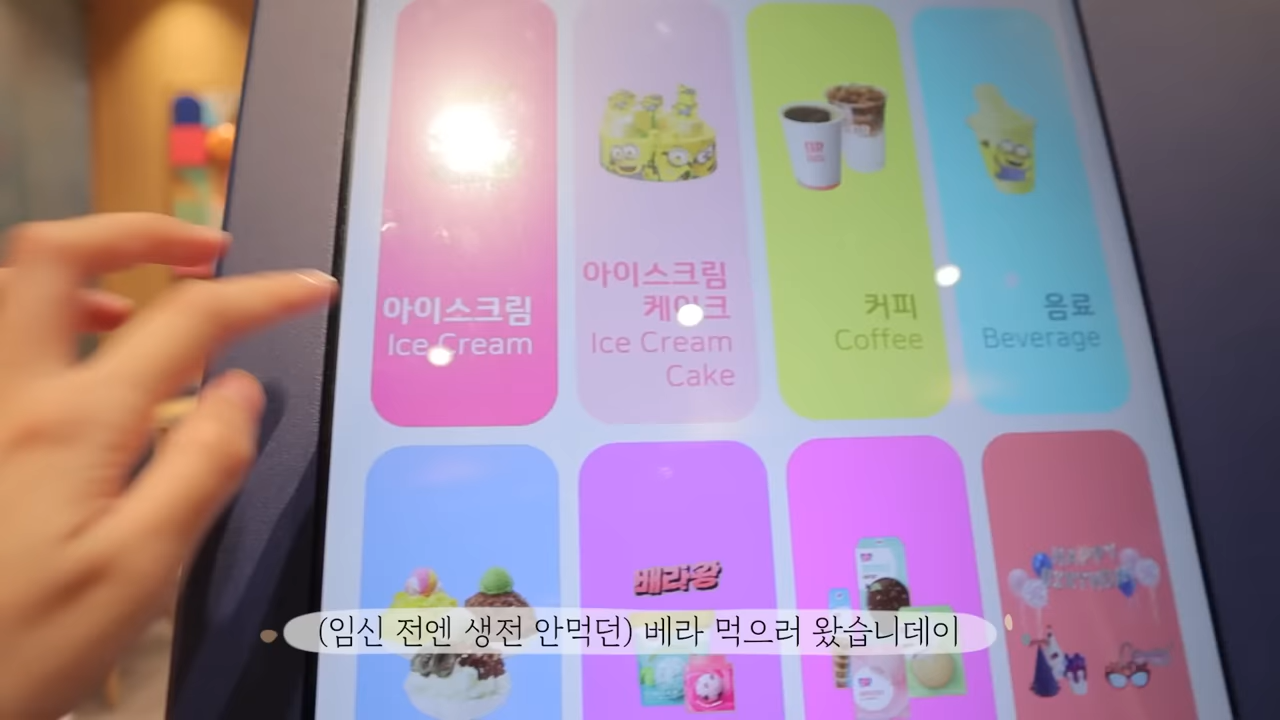 아이스크림
Ice Cream
아이스크림
케이크
Ice Cream
Cake
커피
Coffee
음료
Beverage
배라왕
HAPPY
BIRTHDAY
(임신 전엔 생전 안먹던) 베라 먹으러 왔습니데이